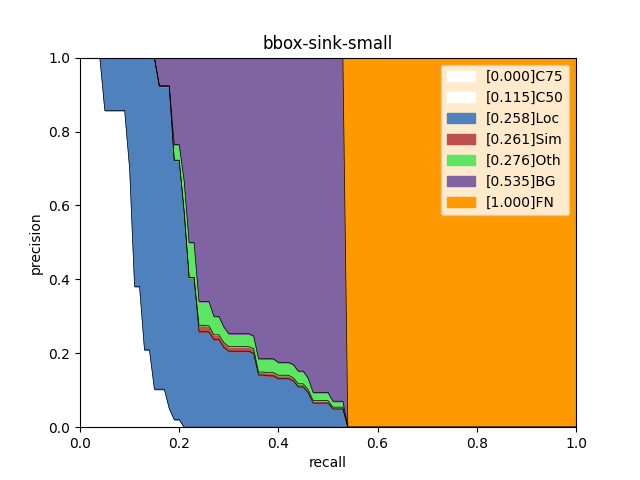 bbox-sink-small
1.0
0.8
0.6
0.4
0.2
0.0
precision
[0.000]C75
[0.115]C50
[0.258]Loc
[0.261]Sim
[0.276]Oth
[0.535]BG
[1.000]FN
0.0 0.2 0.4 0.6 0.8 1.0
recall